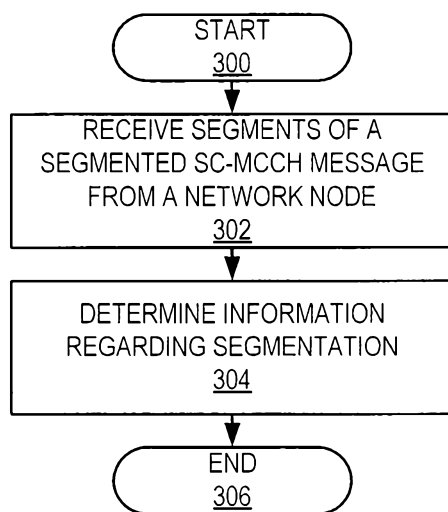 START
300
RECEIVE SEGMENTS OF A
SEGMENTED SC-MCCH MESSAGE
FROM A NETWORK NODE
302
DETERMINE INFORMATION
REGARDING SEGMENTATION
304
END
306